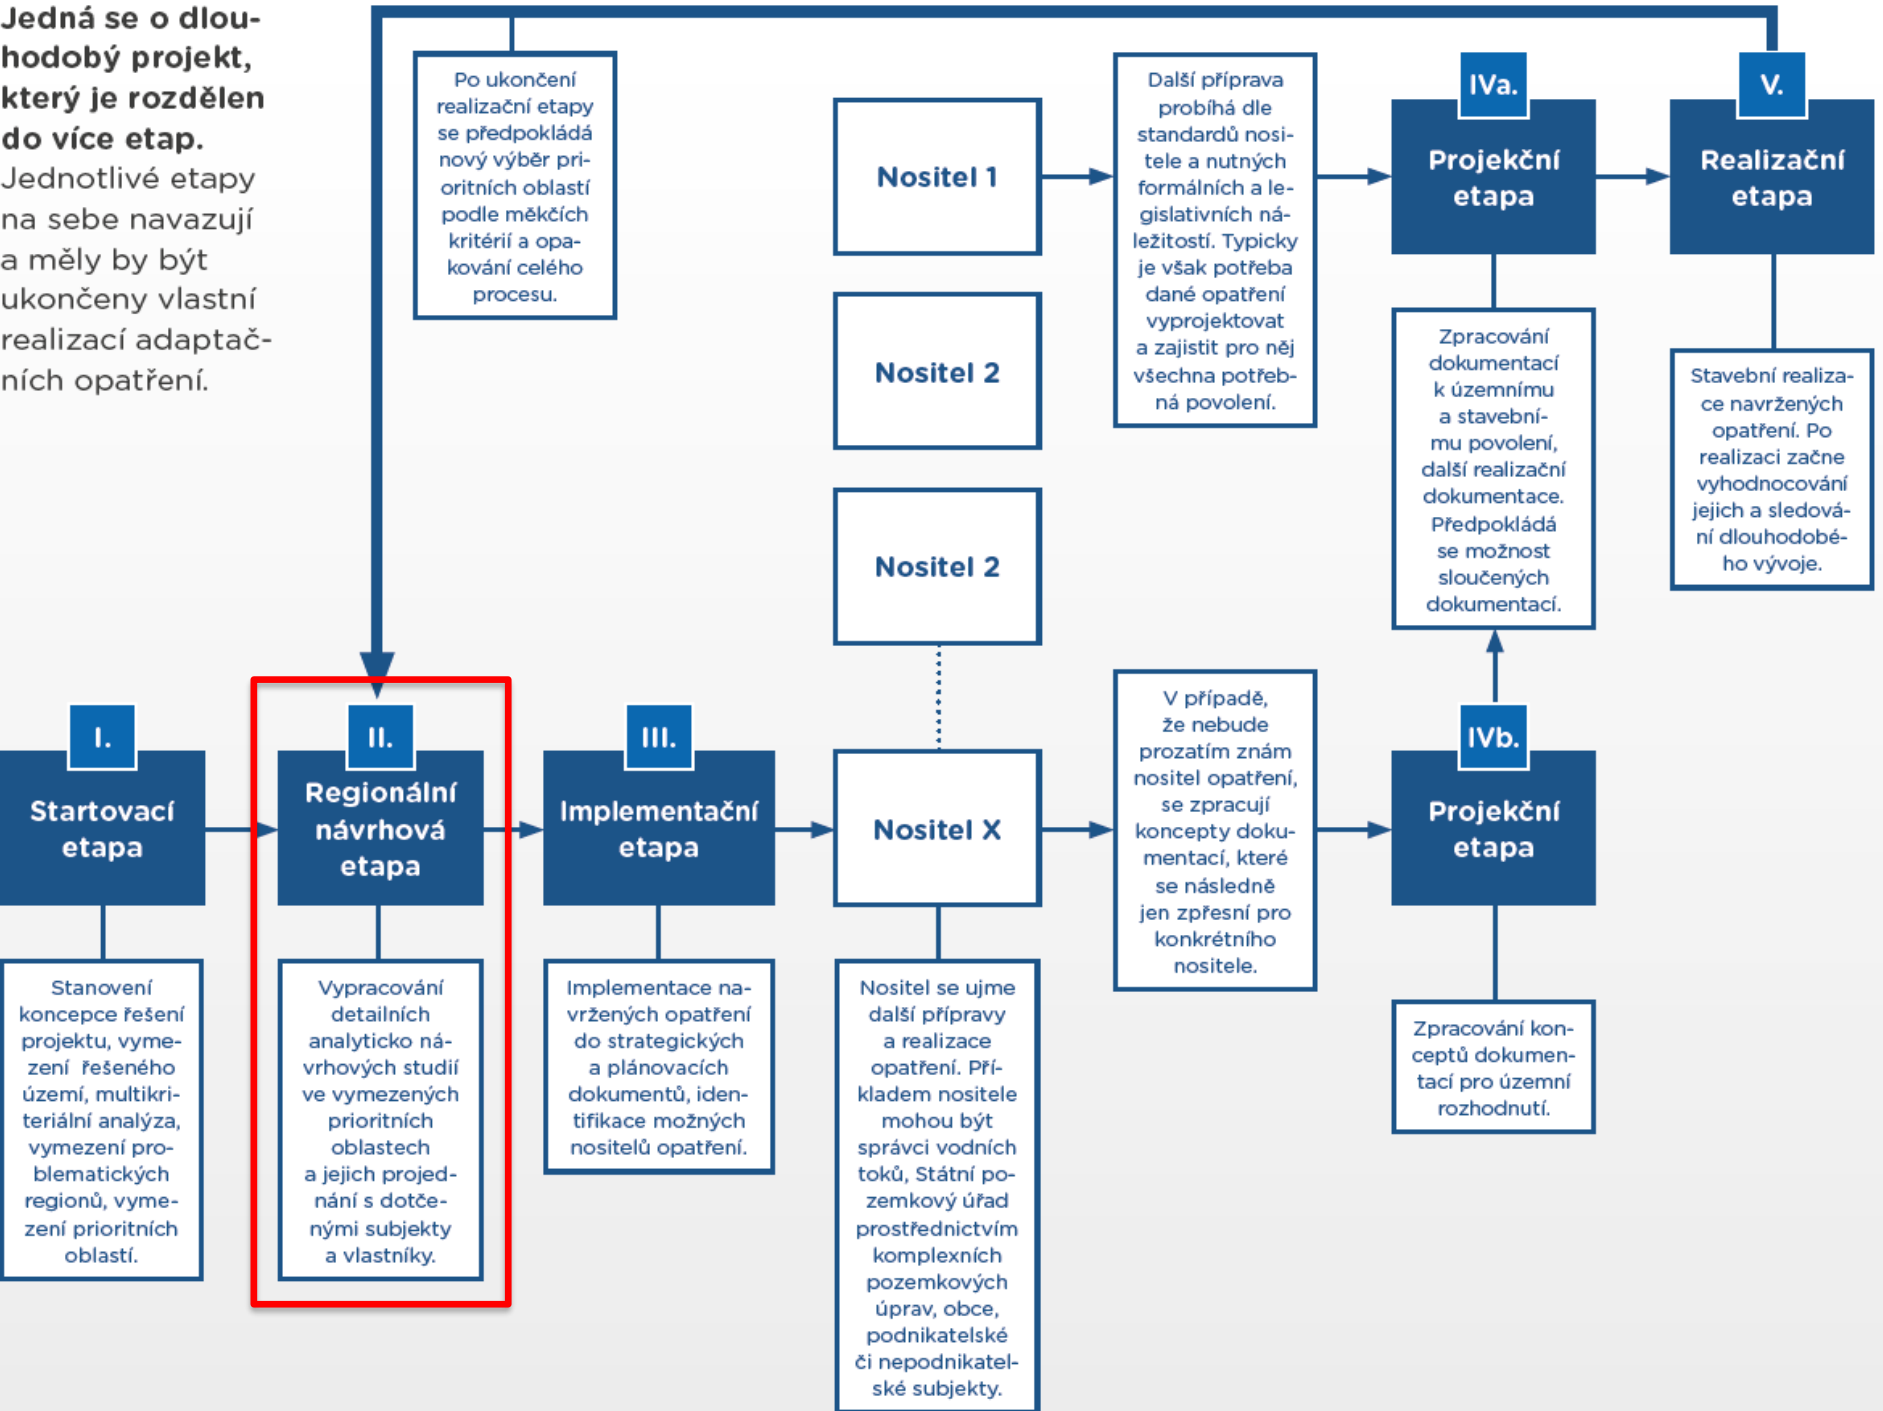 Jedná se o dlou-
hodobý projekt,
který je rozdělen
do více etap.
Jednotlivé etapy
na sebe navazují
a měly by být
ukončeny vlastní
realizací adaptač-
ních opatření.
Po ukončení
realizační etapy
se předpokládá
nový výběr pri-
oritních oblastí
podle měkčích
kritérií a opa-
kování celého
procesu.
Nositel 1
Další příprava
probíhá dle
standardů nosi-
tele a nutných
formálních a le-
gislativních ná-
ležitostí. Typicky
je však potřeba
dané opatření
vyprojektovat
a zajistit pro něj
všechna potřeb-
ná povolení.
IVa.
Projekční
etapa
V.
Realizační
etapa
Nositel 2
Nositel 2
Zpracování
dokumentací
k územnímu
a stavební-
mu povolení,
další realizační
dokumentace.
Předpokládá
se možnost
sloučených
dokumentací.
Stavební realiza-
ce navržených
opatření. Po
realizaci začne
vyhodnocování
jejich a sledová-
ní dlouhodobé-
ho vývoje.
I.
Startovací
etapa
II.
Regionální
návrhová
etapa
III.
Implementační
etapa
Nositel X
V případě,
že nebude
prozatím znám
nositel opatření,
se zpracují
koncepty doku-
mentací, které
se následně
jen zpřesní pro
konkrétního
nositele.
IVb.
Projekční
etapa
Stanovení
koncepce řešení
projektu, vyme-
zení řešeného
území, multikri-
teriální analýza,
vymezení pro-
blematických
regionů, vyme-
zení prioritních
oblastí.
Vypracování
detailních
analyticko ná-
vrhových studií
ve vymezených
prioritních
oblastech
a jejich projed-
nání s dotče-
nými subjekty
a vlastníky.
Implementace na-
vržených opatření
do strategických
a plánovacích
dokumentů, iden-
tifikace možných
nositelů opatření.
Nositel se ujme
další přípravy
a realizace
opatření. Pří-
kladem nositele
mohou být
správci vodních
toků, Státní po-
zemkový úřad
prostřednictvím
komplexních
pozemkových
úprav, obce,
podnikatelské
či nepodnikatel-
ské subjekty.
Zpracování kon-
ceptů dokumen-
tací pro územní
rozhodnutí.